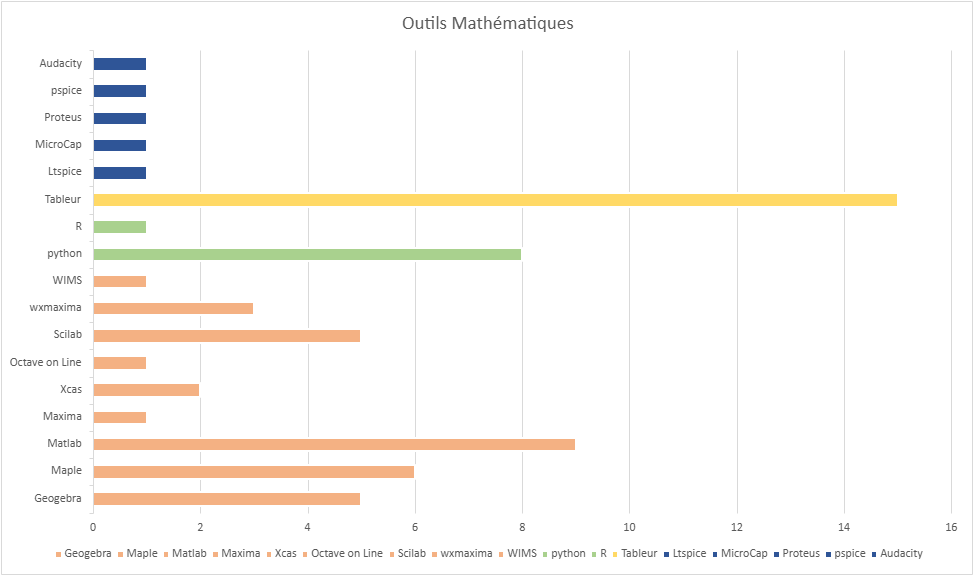 Outils Mathématiques
Audacity
pspice
Proteus
MicroCap
Ltspice
Tableur
R
python
WIMS
wxmaxima
Scilab
Octave on Line
Xcas
Maxima
Matlab
Maple
Geogebra
0 2 4 6 8 10 12 14 16
Geogebra Maple Matlab Maxima Xcas Octave on Line Scilab wxmaxima WIMS python R Tableur Ltspice MicroCap Proteus pspice Audacity